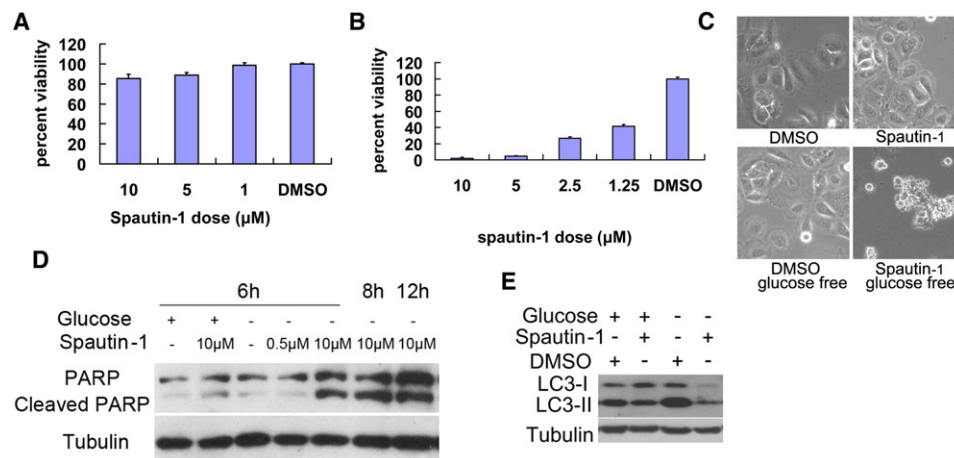 A
percent viability
120
100
80
60
40
20
0
10 5 1 DMSO
Spautin-1 dose (µM)
B
percent viability
120
100
80
60
40
20
0
10 5 2.5 1.25 DMSO
spautin-1 dose (µM)
C
DMSO Spautin-1
DMSO Spautin-1
glucose free glucose free
D
6h 8h 12h
Glucose + + - - - - -
Spautin-1 - 10µM - 0.5µM 10µM 10µM 10µM
PARP
Cleaved PARP
Tubulin
E
Glucose + + - -
Spautin-1 - + - +
DMSO + - + -
LC3-I
LC3-II
Tubulin